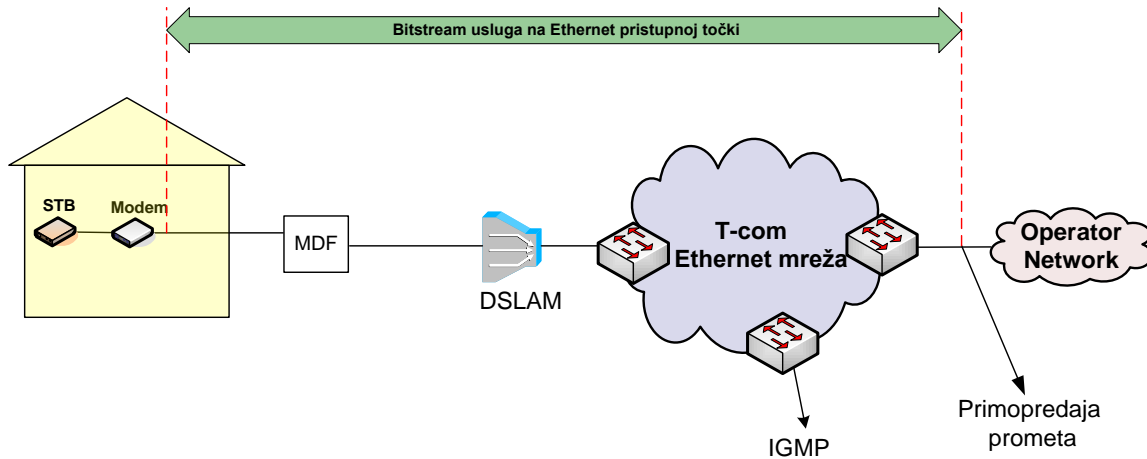 Bitstream usluga na Ethernet pristupnoj točki
STB
Modem
MDF
DSLAM
T-com
Ethernet mreža
Operator
Network
IGMP
Primopredaja
prometa